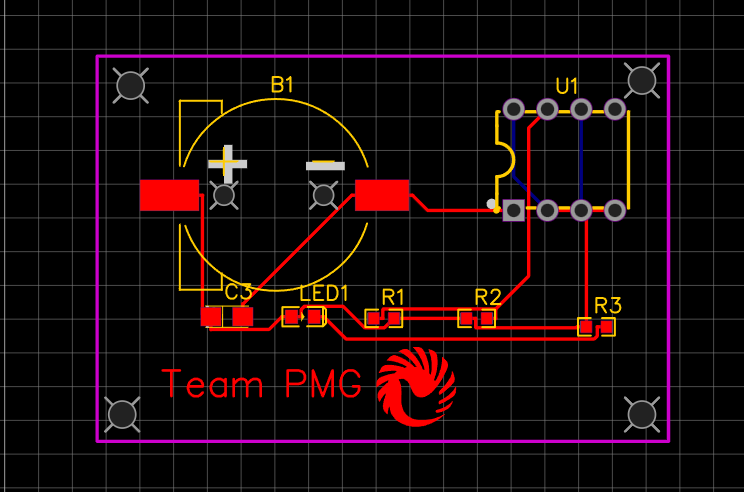 B1
U1
C3
LED1
R1
R2
R3
Team PMG